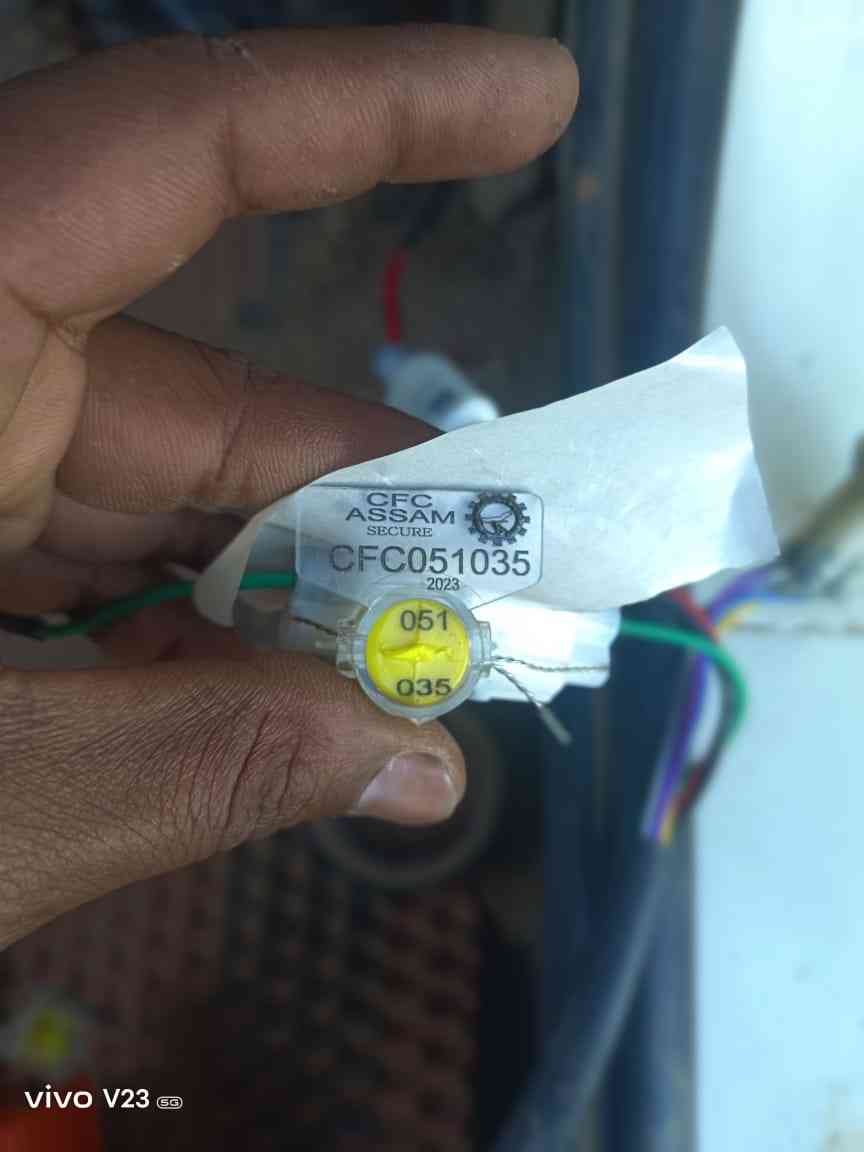 CFC
ASSAM
SECURE
CFC051035
2023
051
035
vivo V23 5G